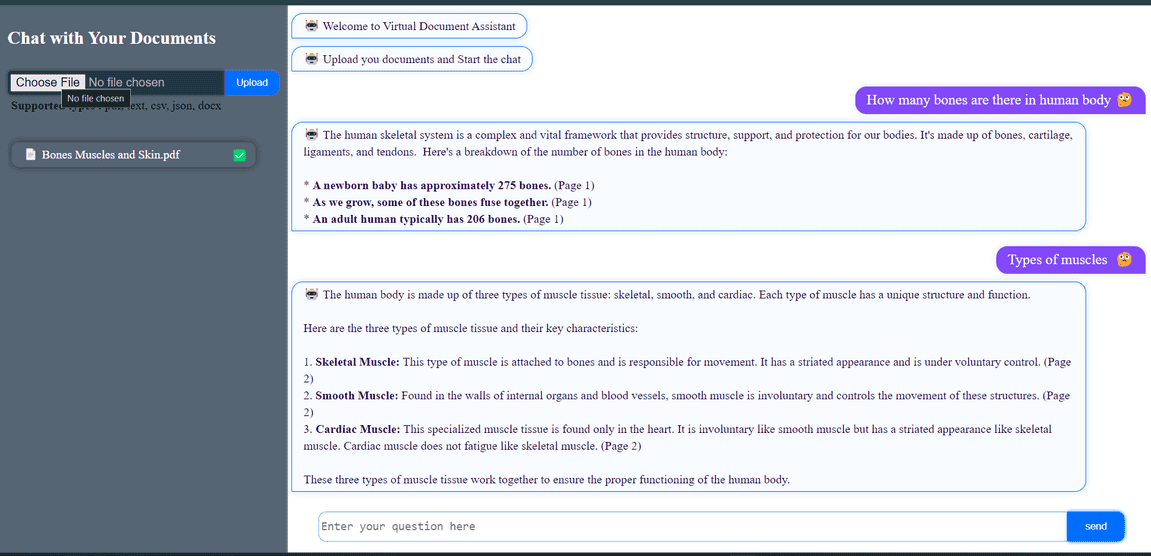 Chat with Your Documents
Choose File No file chosen
Upload
No file chosen
Supported types : pdf, text, csv, json, docx
Bones Muscles and Skin.pdf
Welcome to Virtual Document Assistant
Upload you documents and Start the chat
How many bones are there in human body
The human skeletal system is a complex and vital framework that provides structure, support, and protection for our bodies. It's made up of bones, cartilage,
ligaments, and tendons. Here's a breakdown of the number of bones in the human body:
* A newborn baby has approximately 275 bones. (Page 1)
* As we grow, some of these bones fuse together. (Page 1)
* An adult human typically has 206 bones. (Page 1)
Types of muscles
The human body is made up of three types of muscle tissue: skeletal, smooth, and cardiac. Each type of muscle has a unique structure and function.
Here are the three types of muscle tissue and their key characteristics:
1. Skeletal Muscle: This type of muscle is attached to bones and is responsible for movement. It has a striated appearance and is under voluntary control. (Page
2)
2. Smooth Muscle: Found in the walls of internal organs and blood vessels, smooth muscle is involuntary and controls the movement of these structures. (Page
2)
3. Cardiac Muscle: This specialized muscle tissue is found only in the heart. It is involuntary like smooth muscle but has a striated appearance like skeletal
muscle. Cardiac muscle does not fatigue like skeletal muscle. (Page 2)
These three types of muscle tissue work together to ensure the proper functioning of the human body.
Enter your question here
send